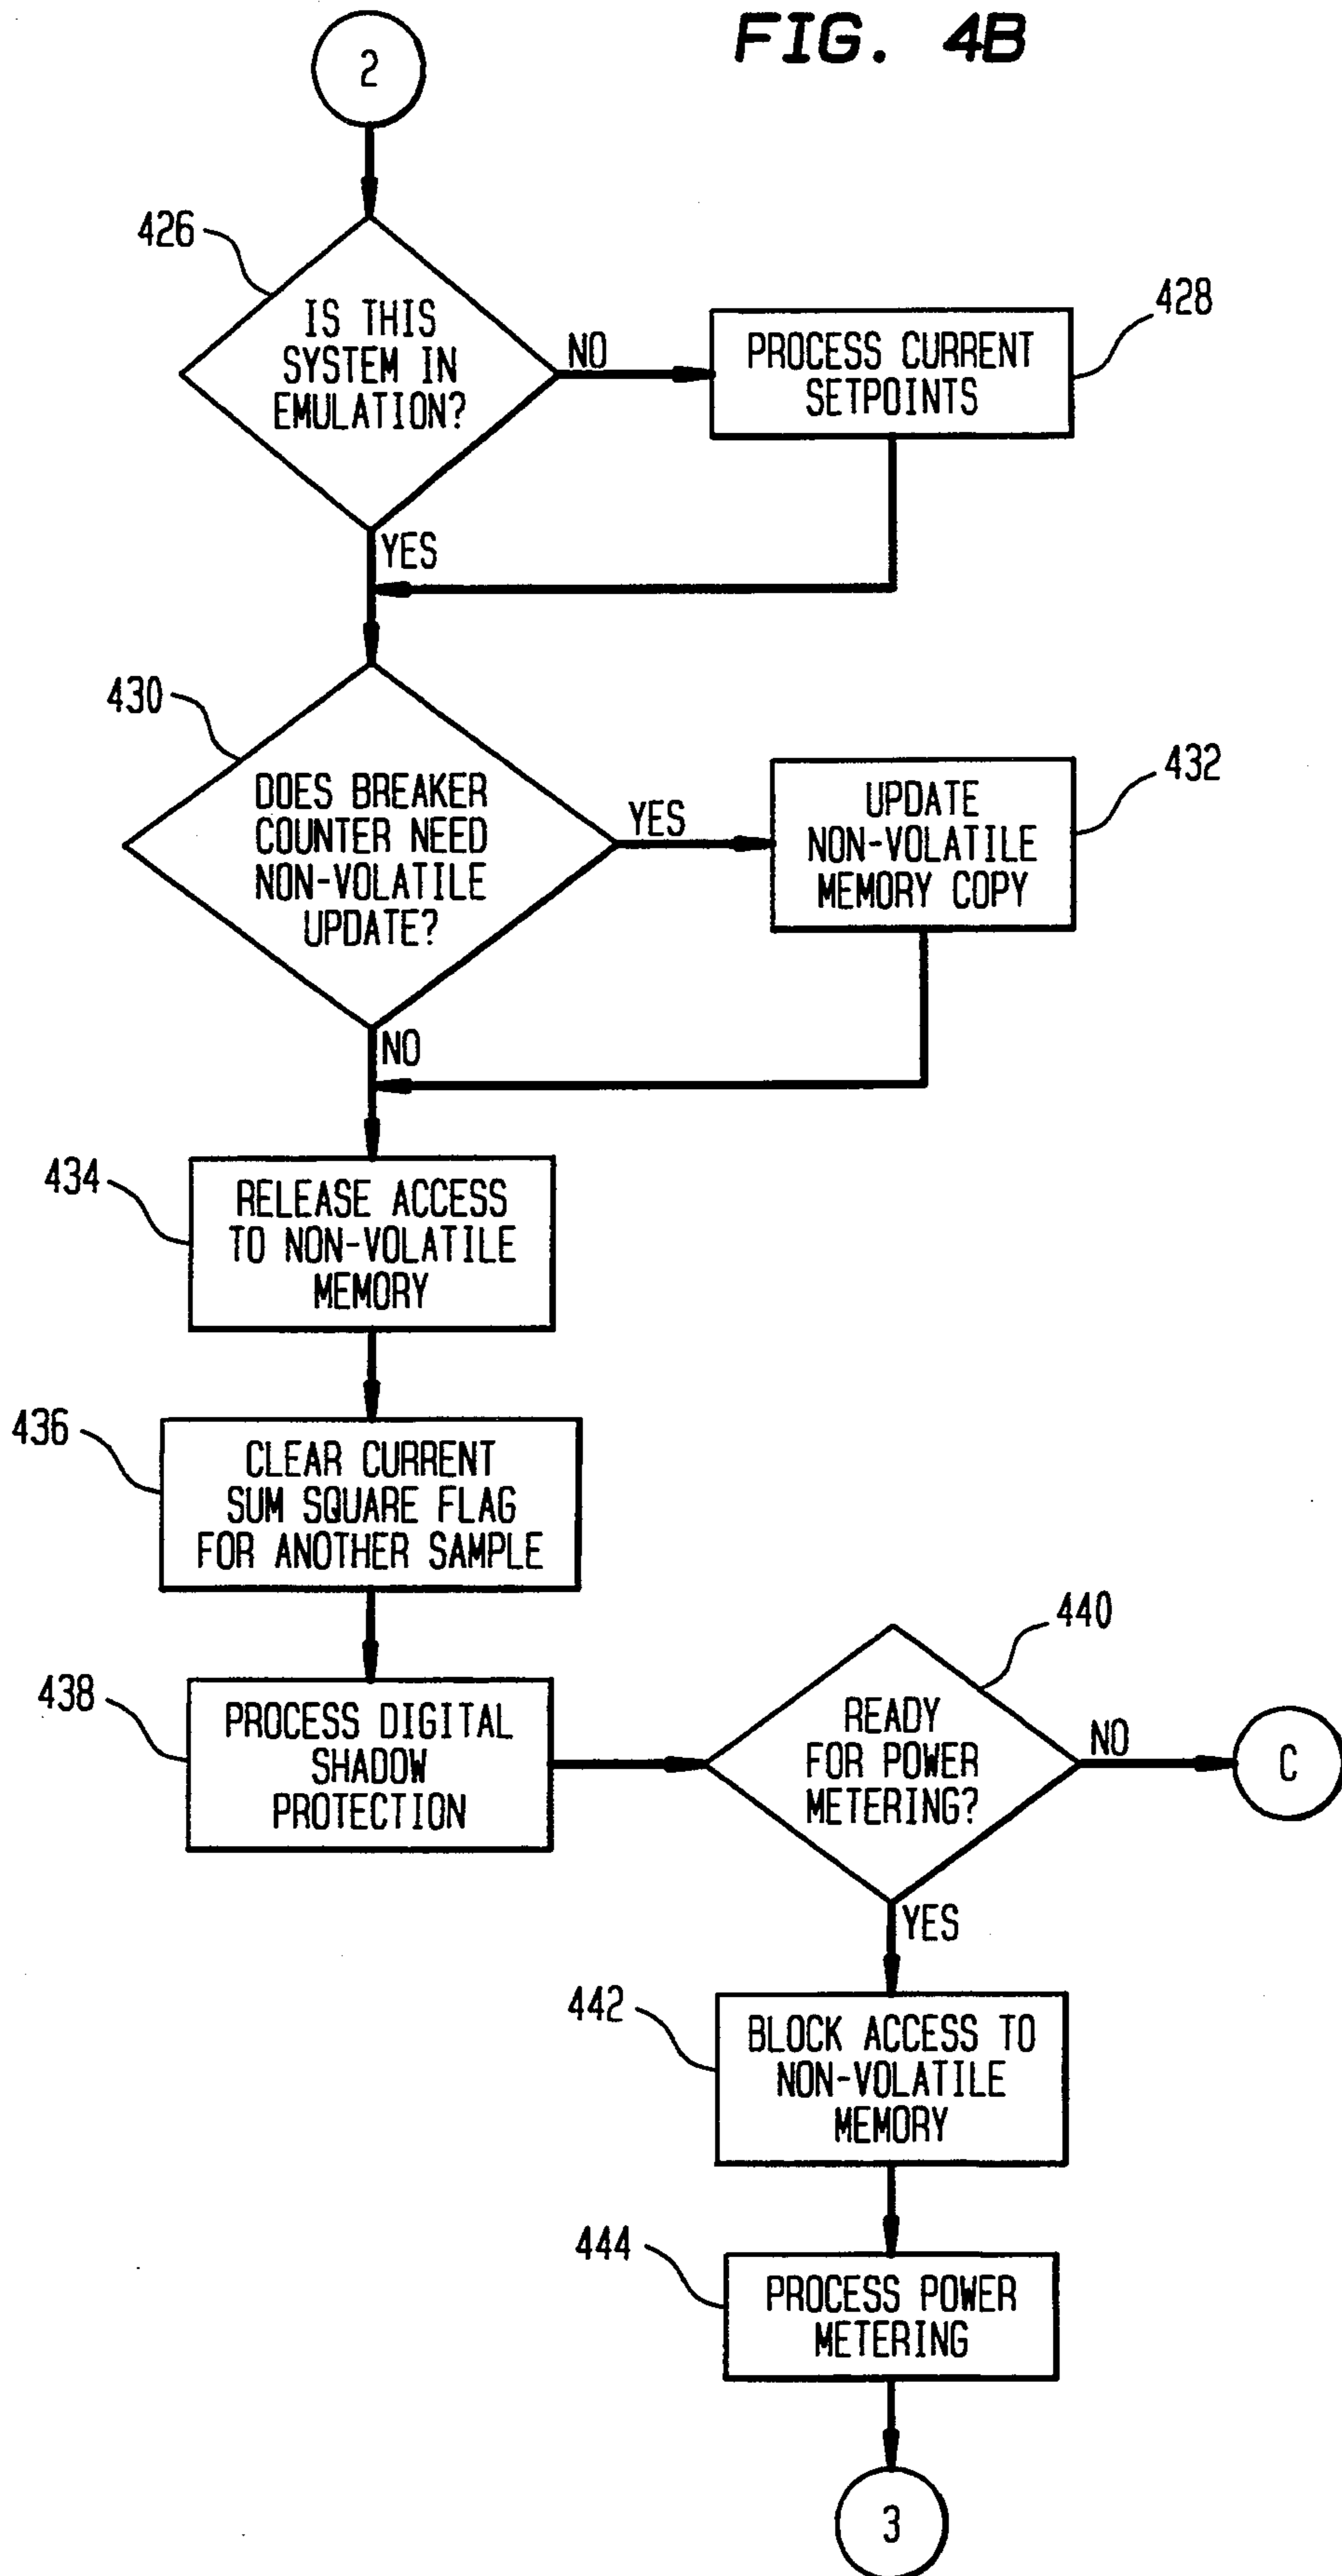 FIG. 4B
2
426
IS THIS
SYSTEM IN
EMULATION?
NO
428
PROCESS CURRENT
SETPOINTS
YES
430
DOES BREAKER
COUNTER NEED
NON-VOLATILE
UPDATE?
YES
432
UPDATE
NON-VOLATILE
MEMORY COPY
NO
434
RELEASE ACCESS
TO NON-VOLATILE
MEMORY
436
CLEAR CURRENT
SUM SQUARE FLAG
FOR ANOTHER SAMPLE
438
PROCESS DIGITAL
SHADOW
PROTECTION
440
READY
FOR POWER
METERING?
NO
C
YES
442
BLOCK ACCESS TO
NON-VOLATILE
MEMORY
444
PROCESS POWER
METERING
3